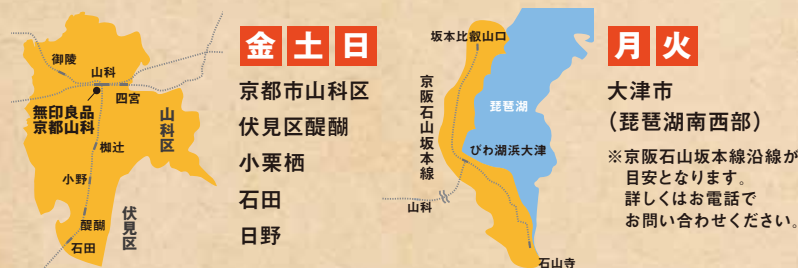 御陵
山科
四宮
無印良品
京都山科
山科区
椥辻
小野
伏見区
醍醐
石田
金土日
京都市山科区
伏見区醍醐
小栗栖
石田
日野
坂本比叡山口
京阪石山坂本線
琵琶湖
びわ湖浜大津
山科
石山寺
月火
大津市
（琵琶湖南西部）
※京阪石山坂本線沿線が
目安となります。
詳しくはお電話で
お問い合わせください。